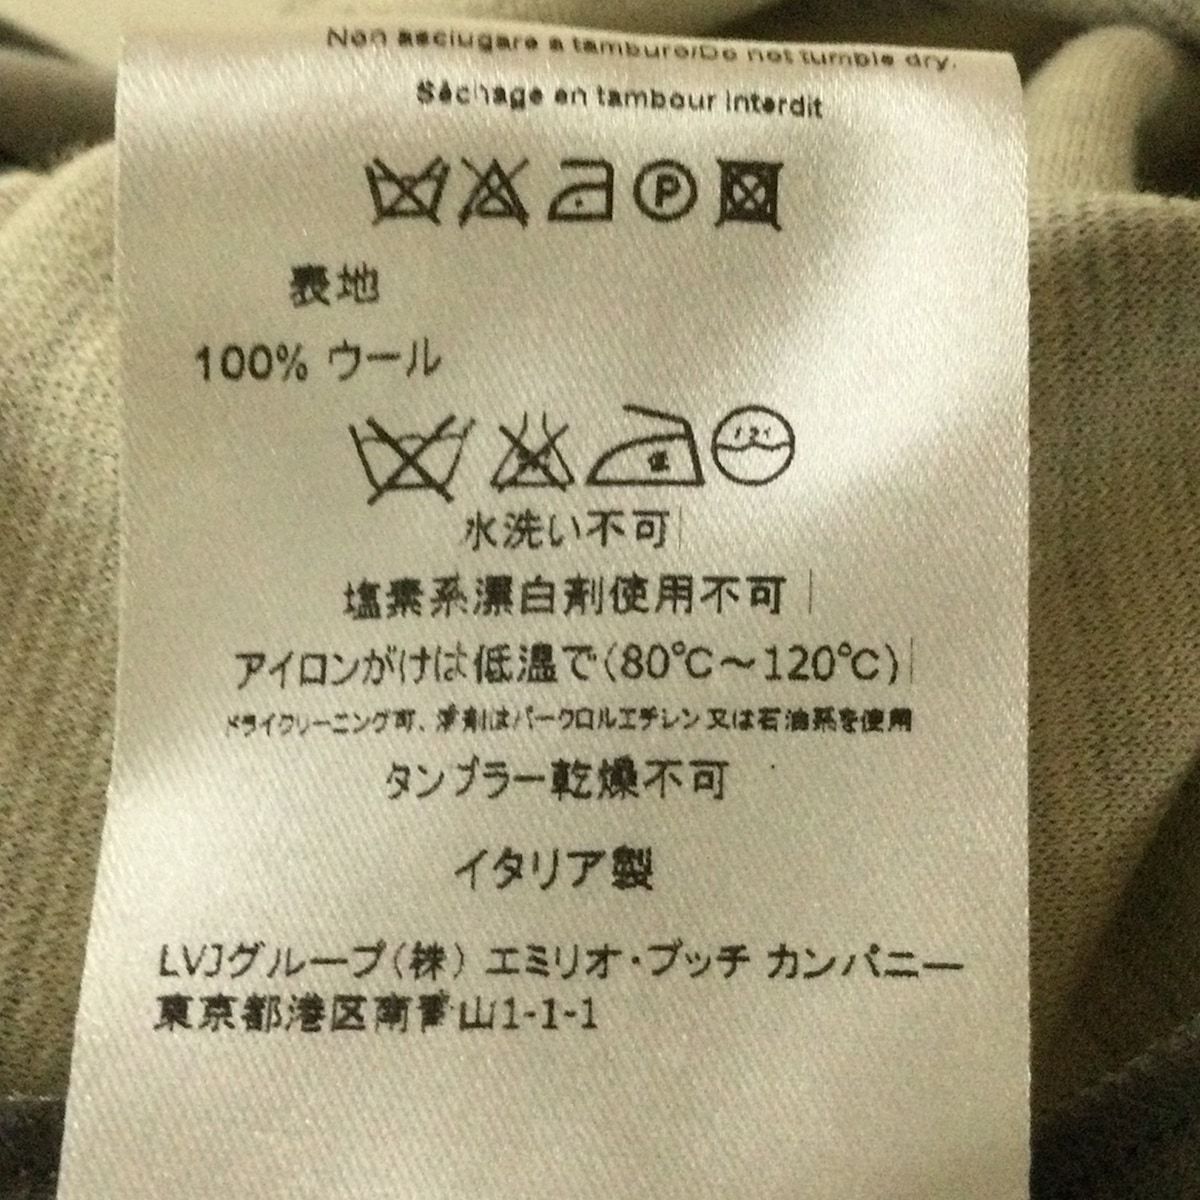 Non asciugare a tamburo/Do not tumble dry.
Séchage en tambour interdit
P
表地
100% ウール
低
水洗い不可
塩素系漂白剤使用不可
アイロンがけは低温で(80℃～120℃)
ドライクリーニング可、溶剤はパークロルエチレン又は石油系を使用
タンブラー乾燥不可
イタリア製
LVJグループ(株) エミリオ・プッチ カンパニー
東京都港区南青山1-1-1